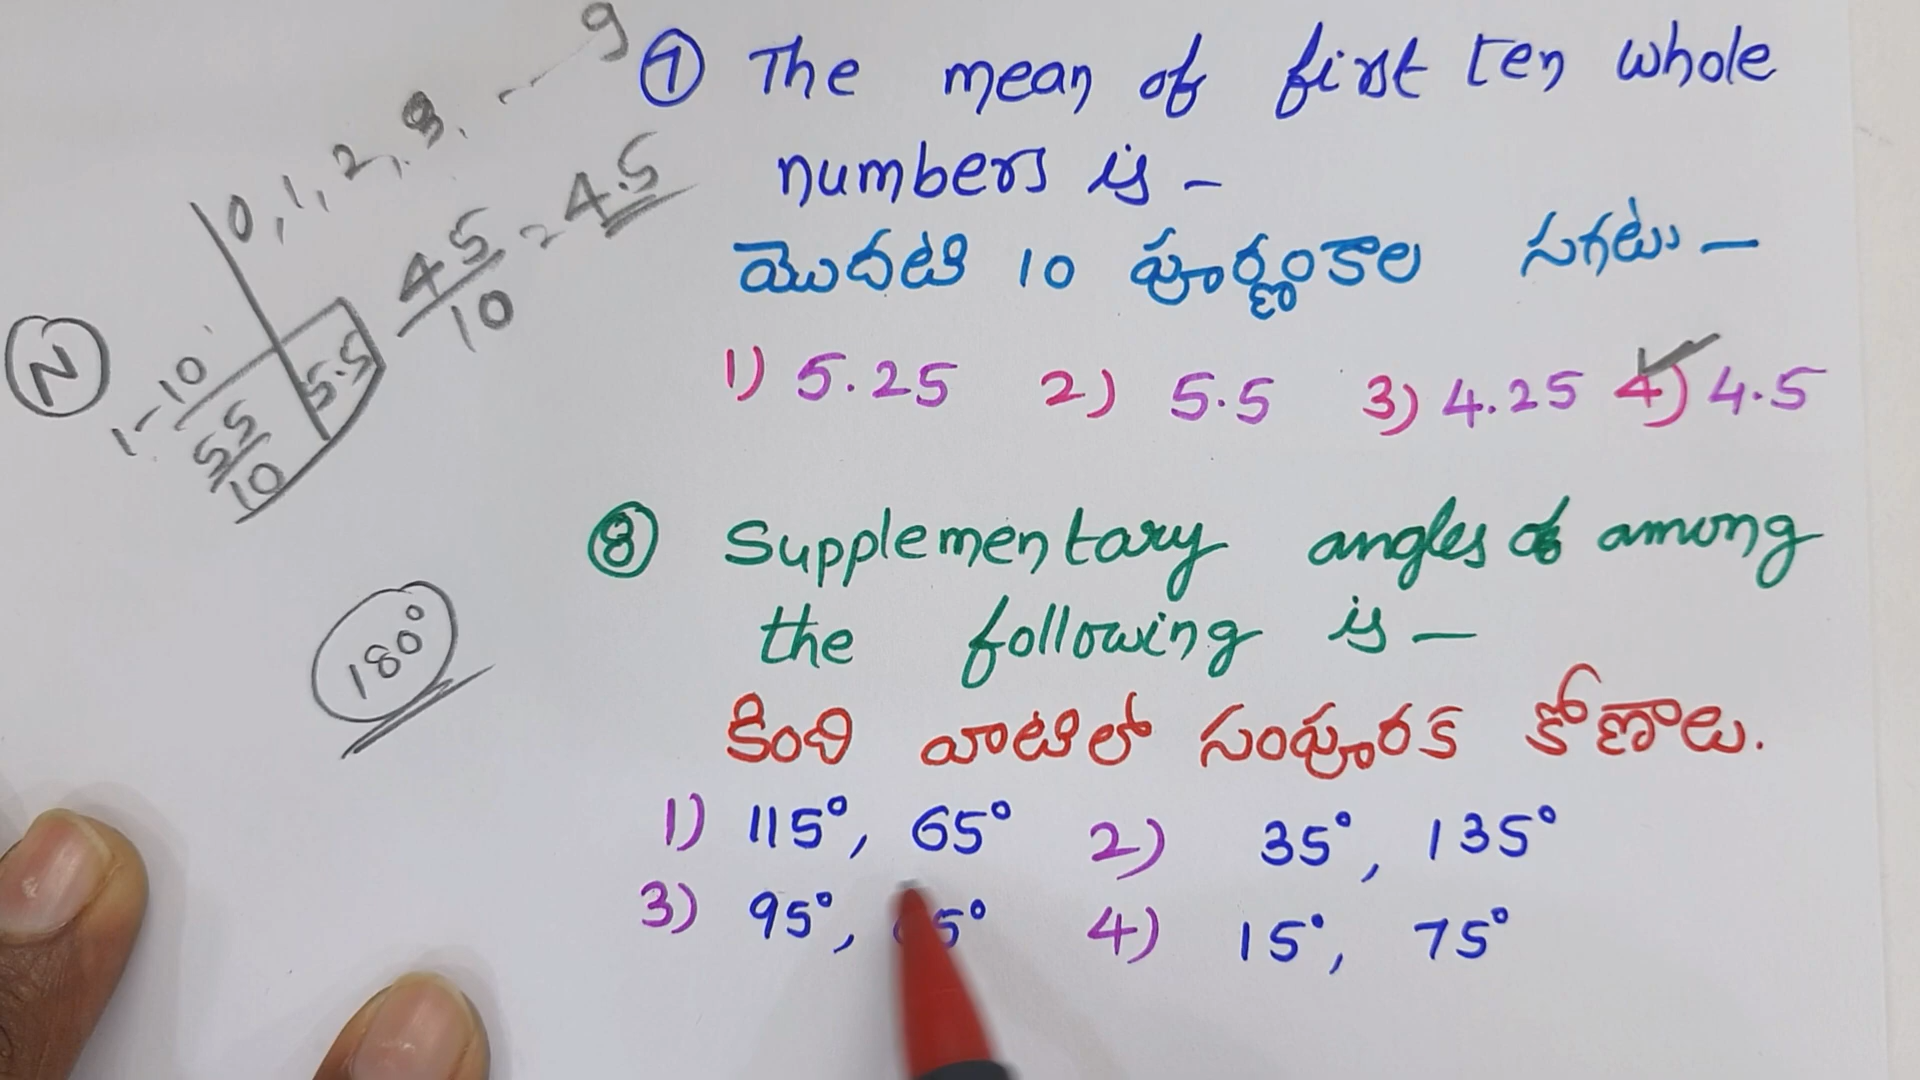 0, 1, 2, 3. --- 9
45/10 = 4.5
N
1-10
55/10
5.5
7 The mean of first ten whole
numbers is -
మొదటి 10 పూర్ణంకాల సగటు -
1) 5.25 2) 5.5 3) 4.25 4) 4.5
8 Supplementary angles of among
the following is -
180°
కింది వాటిలో సంపూరక కోణాలు.
1) 115°, 65° 2) 35°, 135°
3) 95°, 5° 4) 15°, 75°